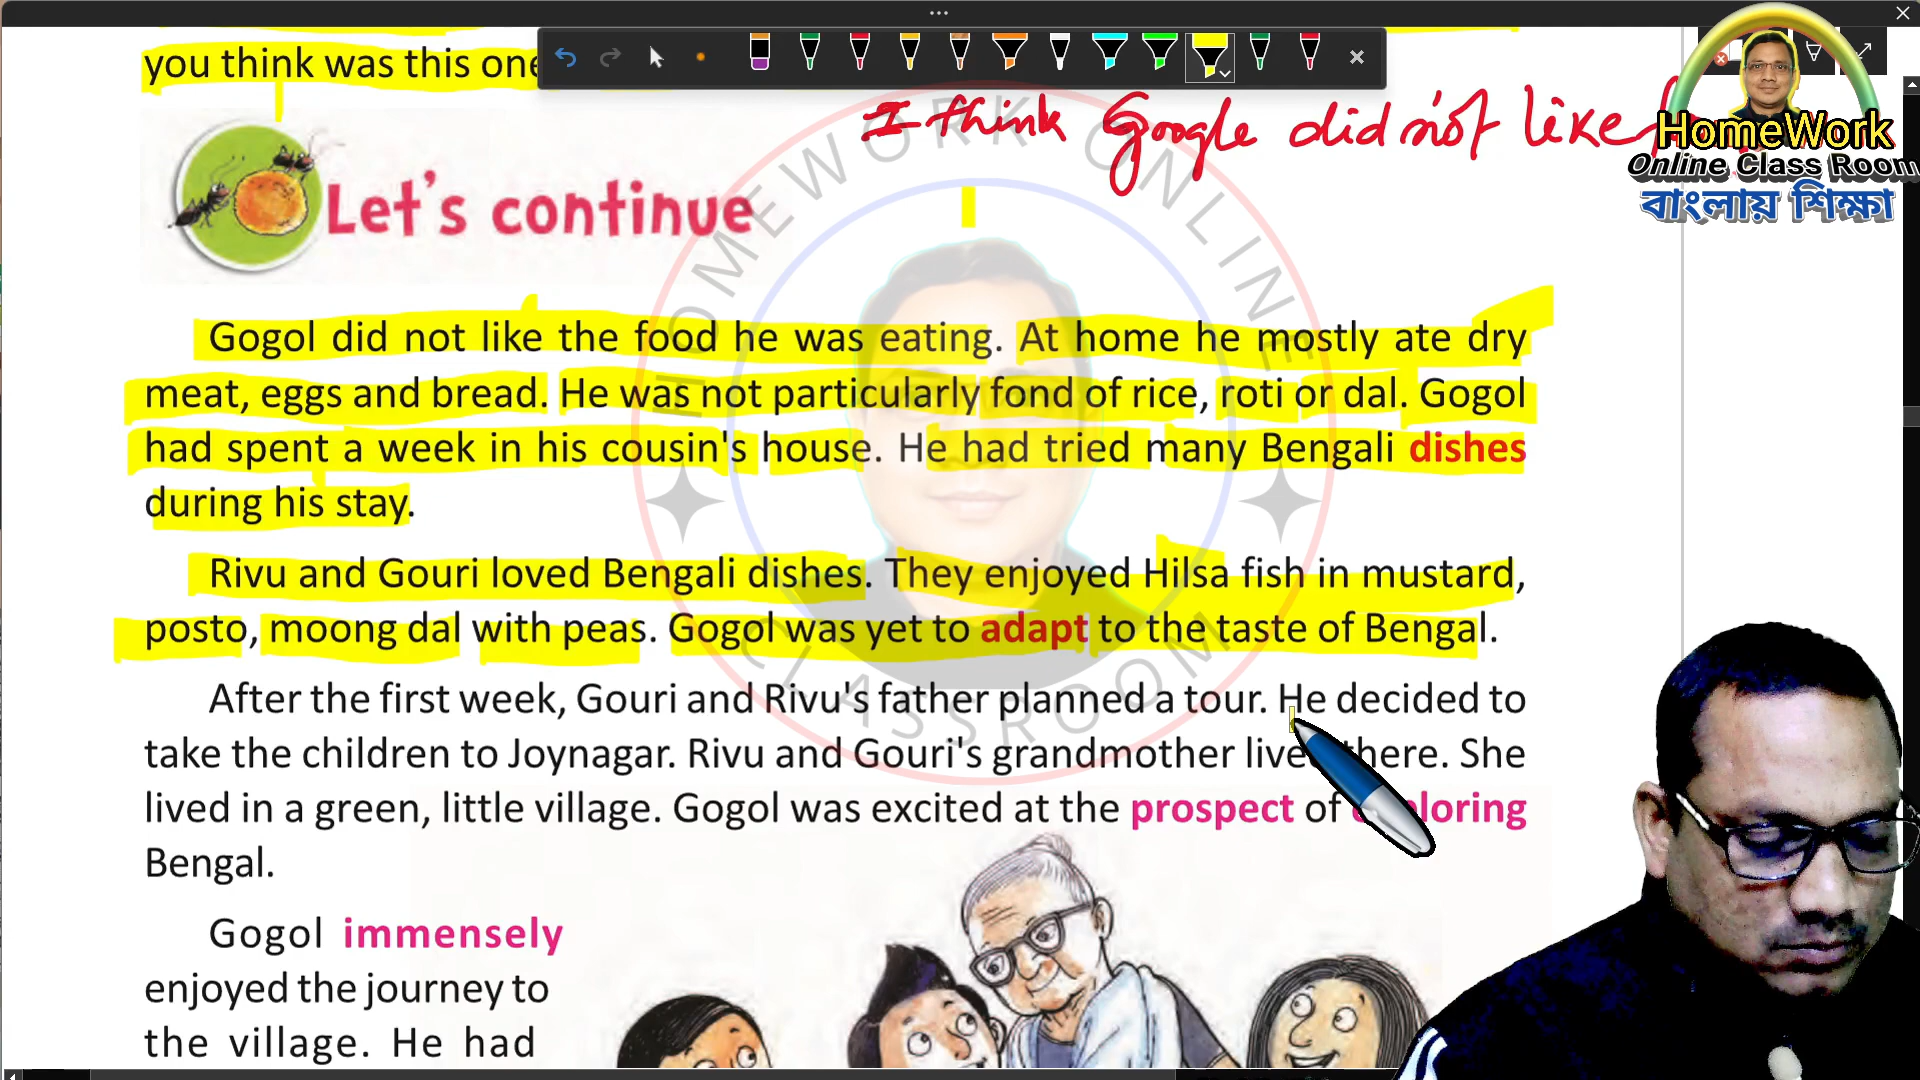 you think was this one
I think Google did not like
HomeWork
Online Class Room
বাংলায় শিক্ষা
Let's continue
HOMEWORK ONLINE CLASSROOM
Gogol did not like the food he was eating. At home he mostly ate dry
meat, eggs and bread. He was not particularly fond of rice, roti or dal. Gogol
had spent a week in his cousin's house. He had tried many Bengali dishes
during his stay.
Rivu and Gouri loved Bengali dishes. They enjoyed Hilsa fish in mustard,
posto, moong dal with peas. Gogol was yet to adapt to the taste of Bengal.
After the first week, Gouri and Rivu's father planned a tour. He decided to
take the children to Joynagar. Rivu and Gouri's grandmother lived there. She
lived in a green, little village. Gogol was excited at the prospect of exploring
Bengal.
Gogol immensely
enjoyed the journey to
the village. He had